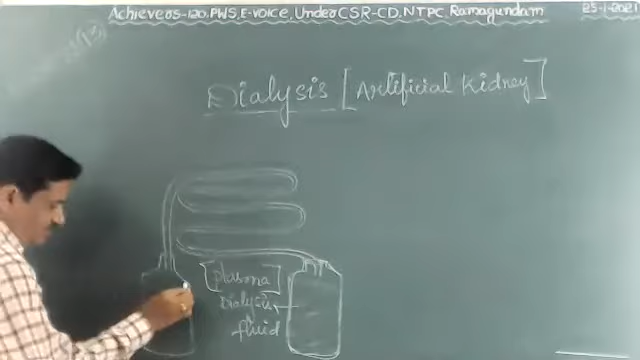 Achievers-120, PWS, E-VOICE, Under CSR-CD, NTPC, Ramagundam 25-1-2021
Dialysis [Artificial Kidney]
[plasma]
Dialysis
fluid